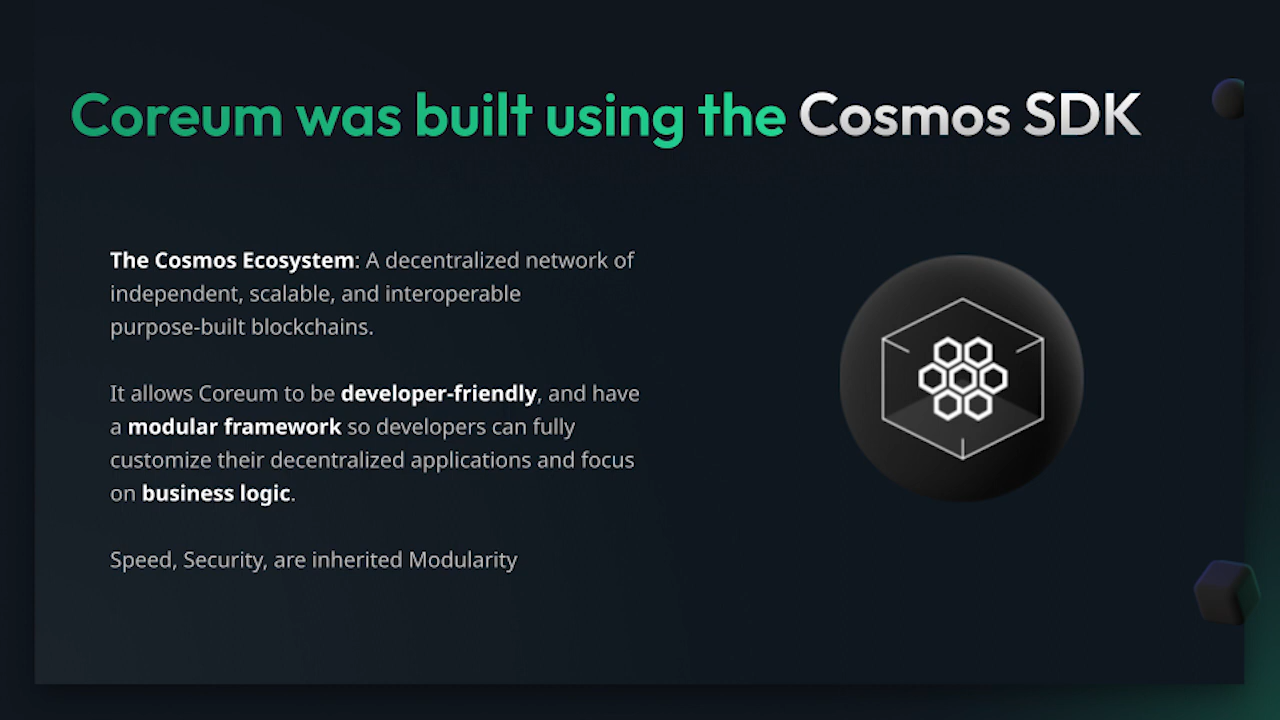 Coreum was built using the Cosmos SDK
The Cosmos Ecosystem: A decentralized network of
independent, scalable, and interoperable
purpose-built blockchains.
It allows Coreum to be developer-friendly, and have
a modular framework so developers can fully
customize their decentralized applications and focus
on business logic.
Speed, Security, are inherited Modularity